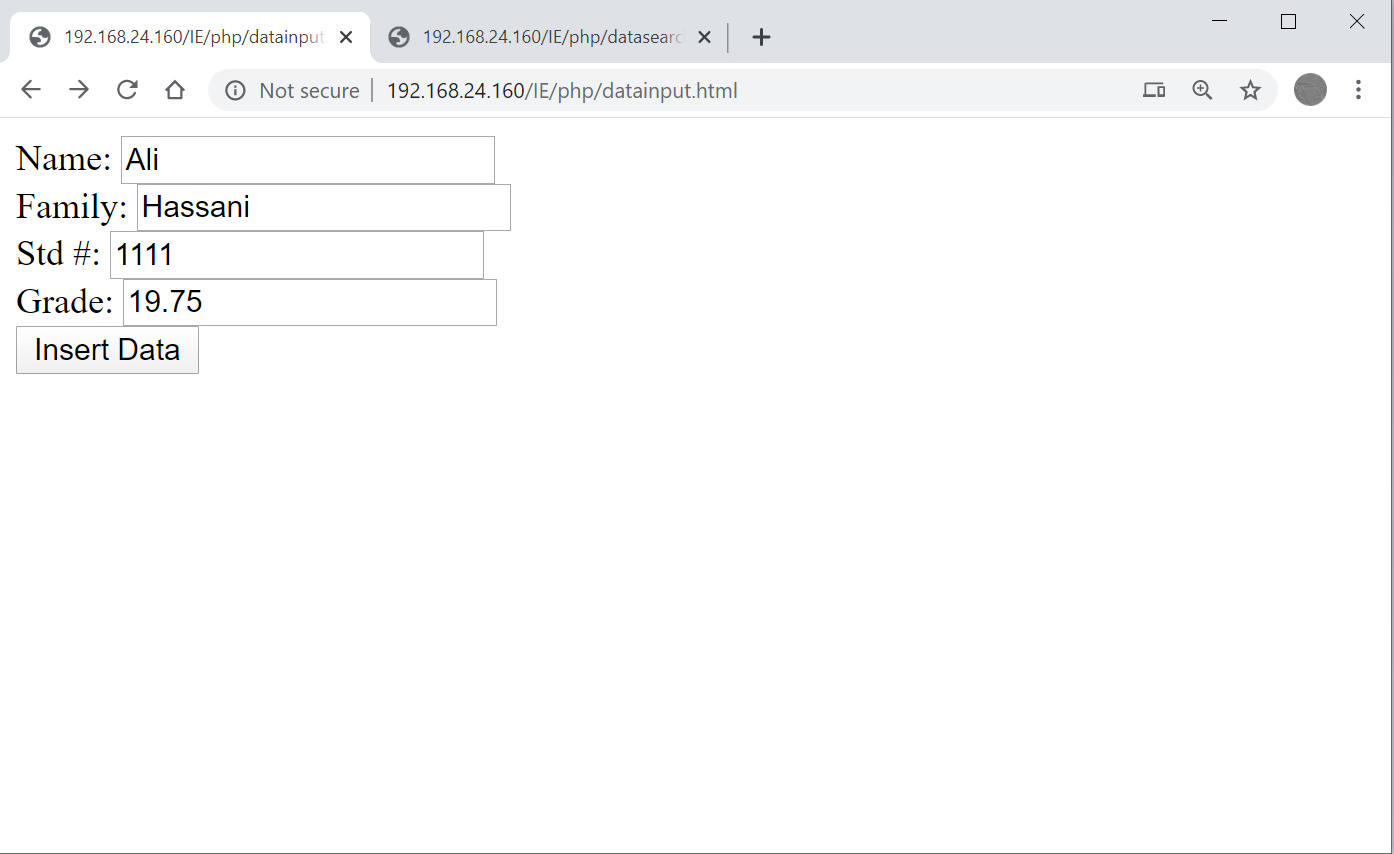 192.168.24.160/IE/php/datainput
192.168.24.160/IE/php/datasearc
Not secure | 192.168.24.160/IE/php/datainput.html
Name: Ali
Family: Hassani
Std #: 1111
Grade: 19.75
Insert Data